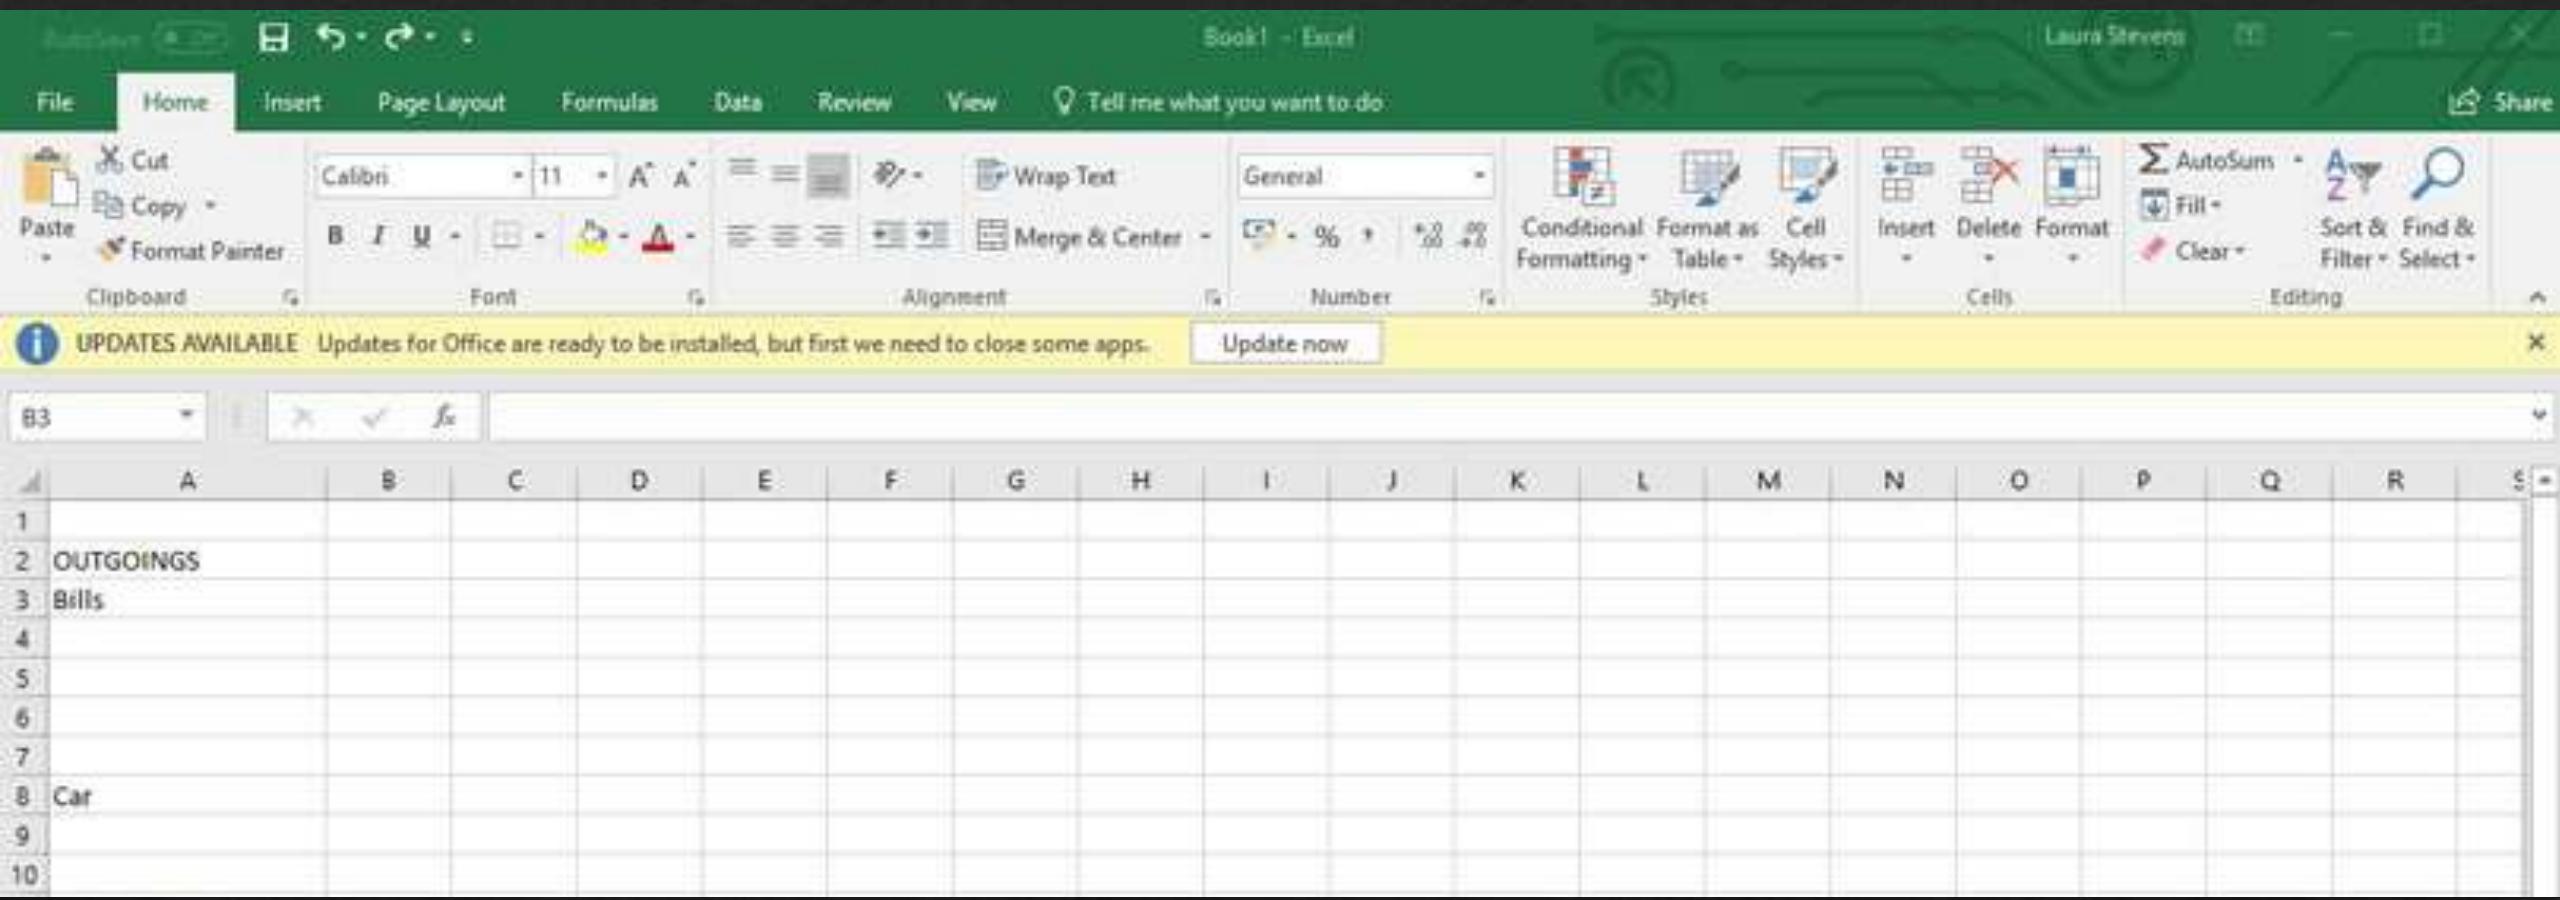 AutoSave Off Book1 - Excel Laura Stevens
File Home Insert Page Layout Formulas Data Review View Tell me what you want to do Share
Paste Cut Copy Format Painter
Clipboard
Calibri 11
B I U
Font
Wrap Text
Merge & Center
Alignment
General
%
Number
Conditional Formatting Format as Table Cell Styles
Styles
Insert Delete Format
Cells
AutoSum
Fill
Clear
Sort & Filter Find & Select
Editing
UPDATES AVAILABLE Updates for Office are ready to be installed, but first we need to close some apps. Update now
B3 fx
A B C D E F G H I J K L M N O P Q R S
1
2 OUTGOINGS
3 Bills
4
5
6
7
8 Car
9
10